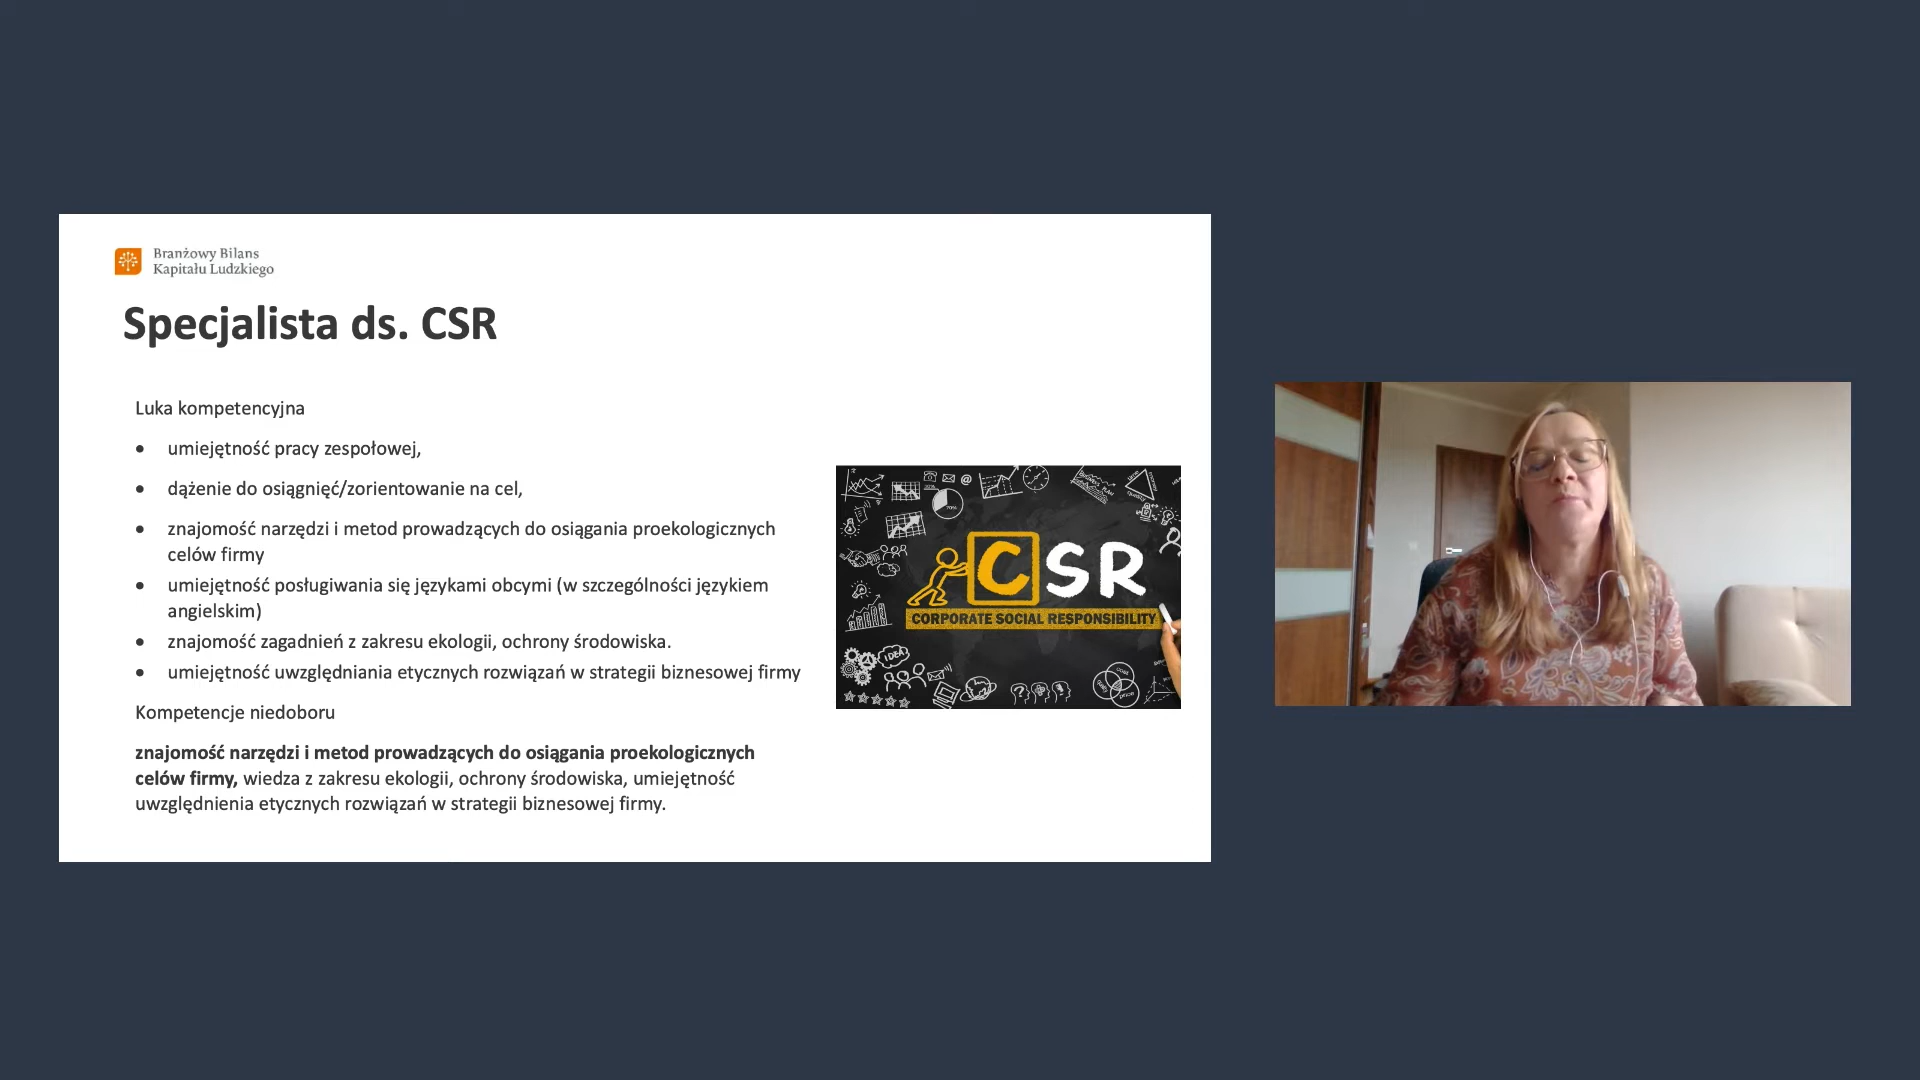 Branżowy Bilans
Kapitału Ludzkiego
Specjalista ds. CSR
Luka kompetencyjna
• umiejętność pracy zespołowej,
• dążenie do osiągnięć/zorientowanie na cel,
• znajomość narzędzi i metod prowadzących do osiągania proekologicznych
celów firmy
• umiejętność posługiwania się językami obcymi (w szczególności językiem
angielskim)
• znajomość zagadnień z zakresu ekologii, ochrony środowiska.
• umiejętność uwzględniania etycznych rozwiązań w strategii biznesowej firmy
Kompetencje niedoboru
znajomość narzędzi i metod prowadzących do osiągania proekologicznych
celów firmy, wiedza z zakresu ekologii, ochrony środowiska, umiejętność
uwzględnienia etycznych rozwiązań w strategii biznesowej firmy.
CSR
CORPORATE SOCIAL RESPONSIBILITY
IDEA